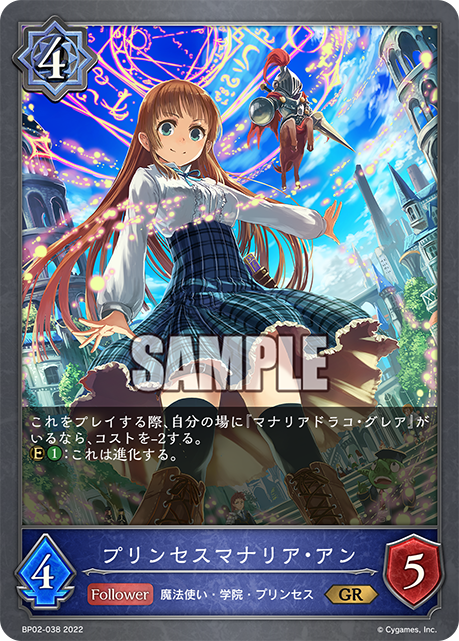 4
SAMPLE
これをプレイする際、自分の場に『マナリアドラコ・グレア』が
いるなら、コストを-2する。
E 1:これは進化する。
プリンセスマナリア・アン
4
Follower 魔法使い・学院・プリンセス GR
5
BP02-038 2022
© Cygames, Inc.